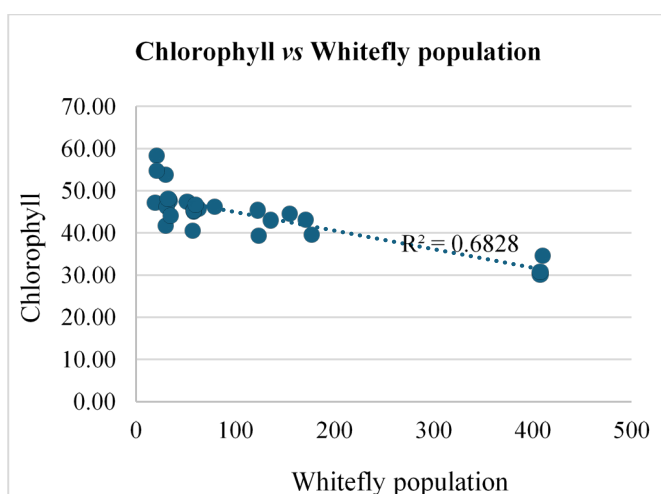 Chlorophyll vs Whitefly population
70.00
60.00
50.00
40.00
30.00
20.00
10.00
0.00
Chlorophyll
R² = 0.6828
0 100 200 300 400 500
Whitefly population